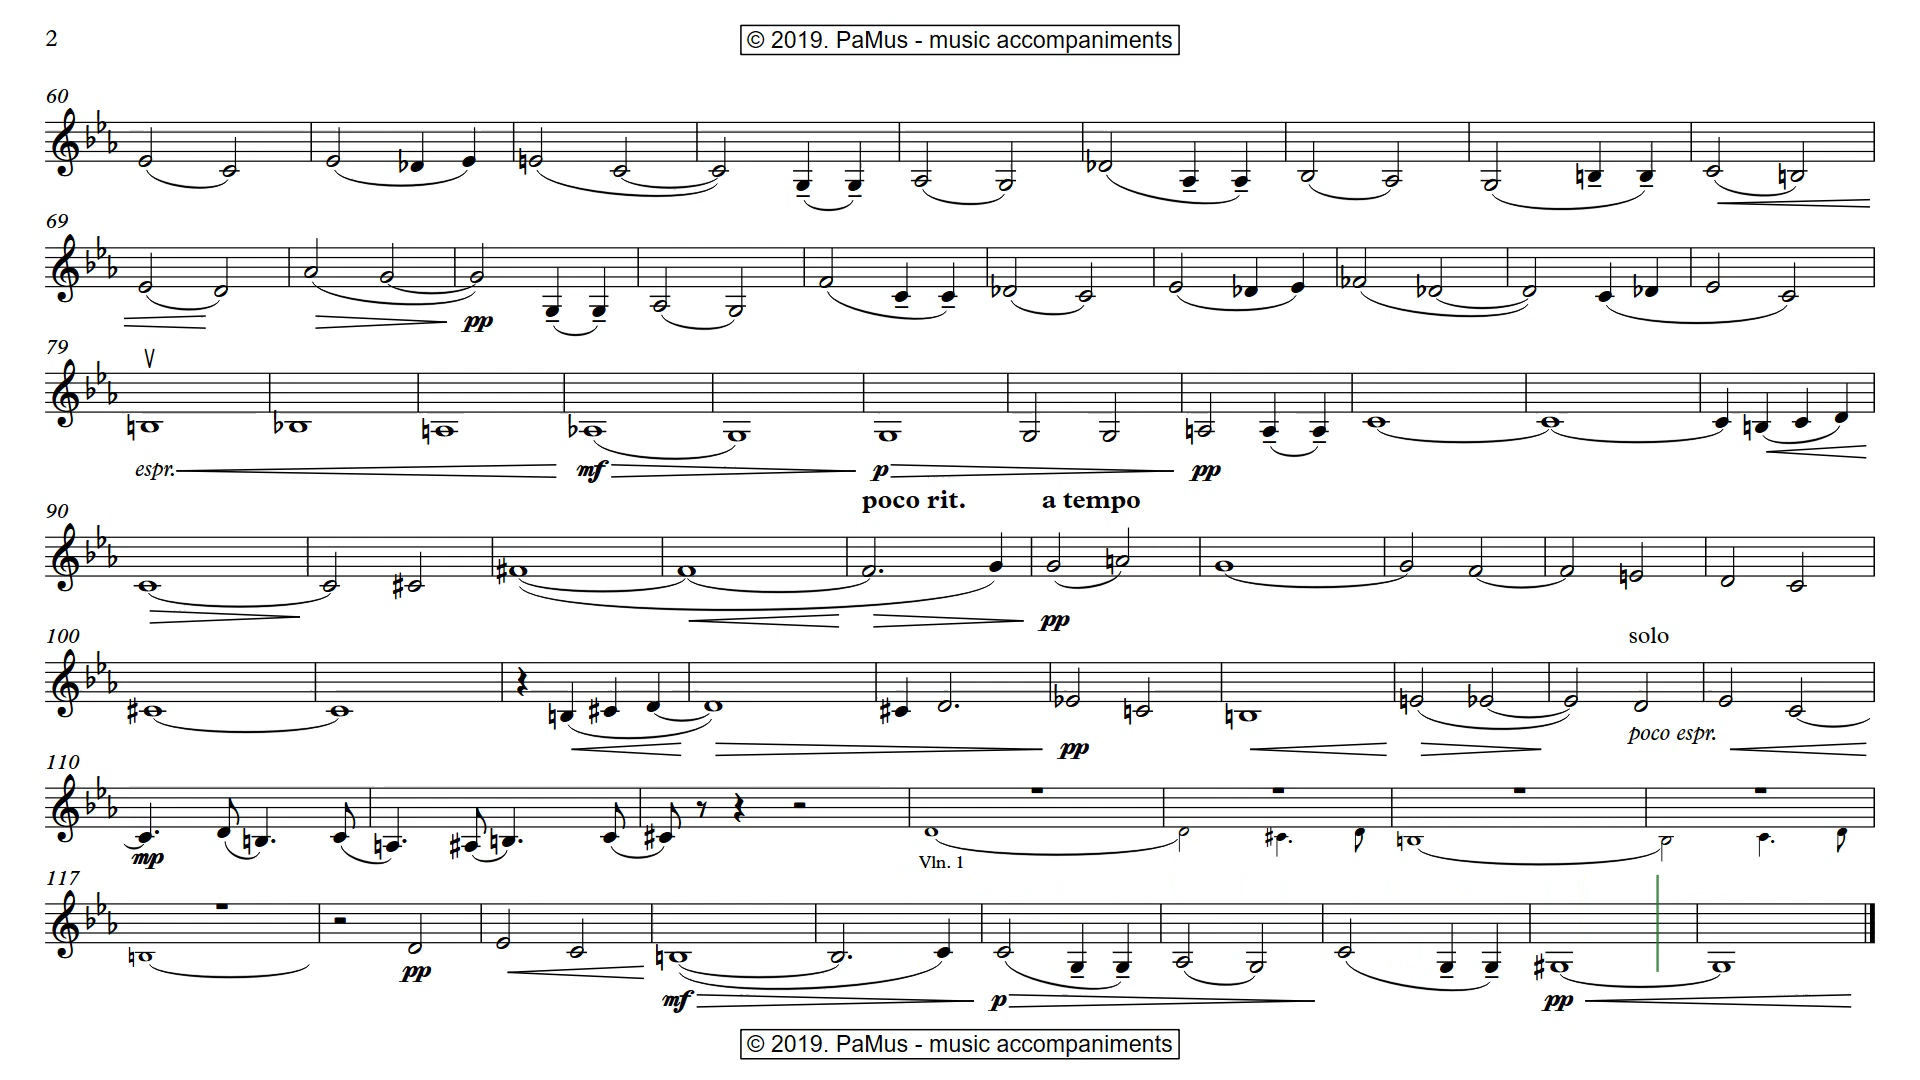 2
© 2019. PaMus - music accompaniments
60
69
pp
79
espr. mf p pp
poco rit. a tempo
90
pp
100
solo
pp poco espr.
110
mp
Vln. 1
117
pp
mf p pp
© 2019. PaMus - music accompaniments